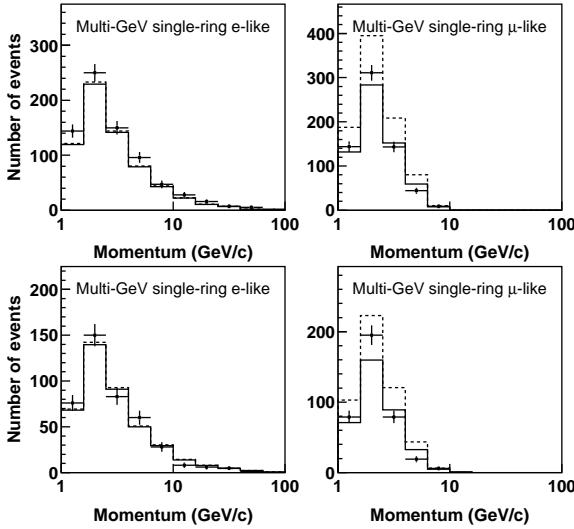 Multi-GeV single-ring e-like
Number of events
300
200
100
0
1
10
100
Momentum (GeV/c)
Multi-GeV single-ring μ-like
400
300
200
100
0
1
10
100
Momentum (GeV/c)
Multi-GeV single-ring e-like
Number of events
200
150
100
50
0
1
10
100
Momentum (GeV/c)
Multi-GeV single-ring μ-like
200
100
0
1
10
100
Momentum (GeV/c)